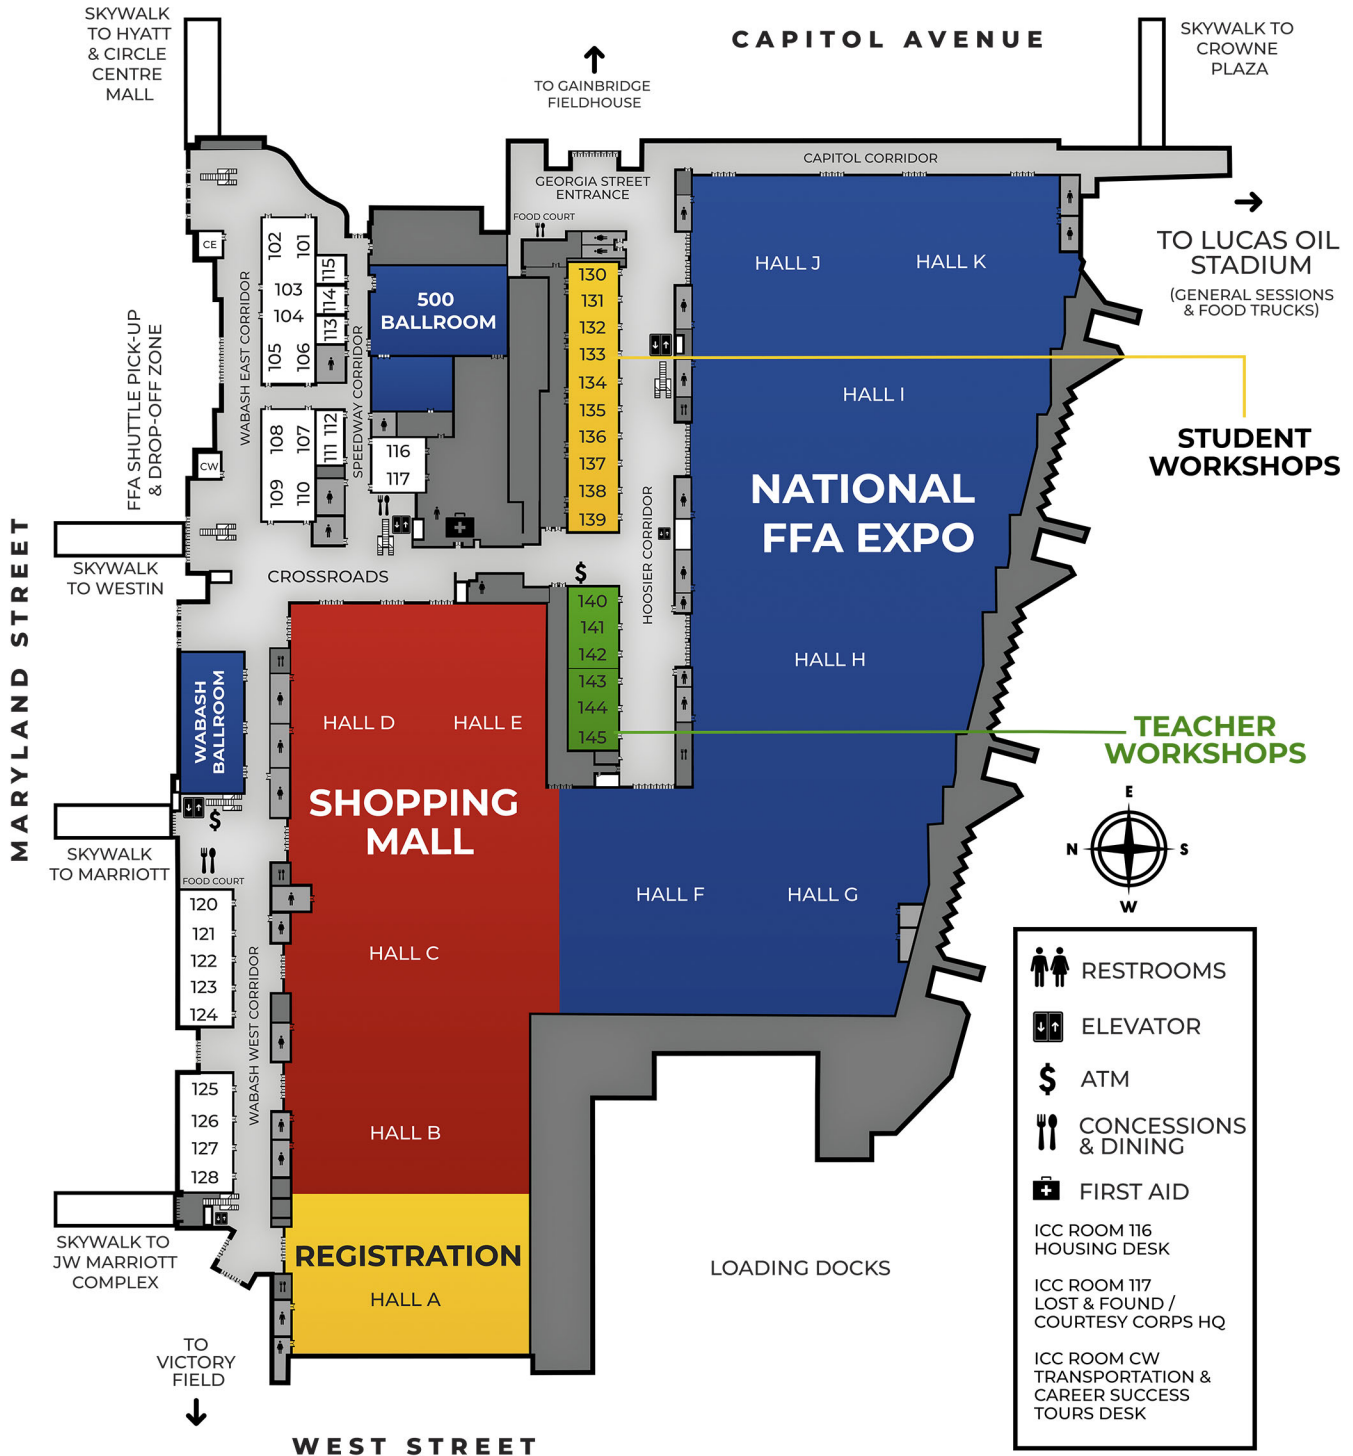 SKYWALK
TO HYATT
& CIRCLE
CENTRE
MALL
CAPITOL AVENUE
SKYWALK TO
CROWNE
PLAZA
TO GAINBRIDGE
FIELDHOUSE
CAPITOL CORRIDOR
GEORGIA STREET
ENTRANCE
FOOD COURT
TO LUCAS OIL
STADIUM
(GENERAL SESSIONS
& FOOD TRUCKS)
CE
102
101
115
103
114
104
113
105
106
WABASH EAST CORRIDOR
SPEEDWAY CORRIDOR
FFA SHUTTLE PICK-UP
& DROP-OFF ZONE
500
BALLROOM
130
131
132
133
134
135
136
137
138
139
HALL J
HALL K
HALL I
STUDENT
WORKSHOPS
108
107
112
111
109
110
CW
116
117
NATIONAL
FFA EXPO
HOOSIER CORRIDOR
MARYLAND STREET
SKYWALK
TO WESTIN
CROSSROADS
$
140
141
142
143
144
145
HALL H
WABASH
BALLROOM
HALL D
HALL E
TEACHER
WORKSHOPS
SHOPPING
MALL
$
SKYWALK
TO MARRIOTT
FOOD COURT
E
N
S
W
120
121
122
123
124
HALL F
HALL G
HALL C
WABASH WEST CORRIDOR
125
126
127
128
HALL B
SKYWALK TO
JW MARRIOTT
COMPLEX
REGISTRATION
HALL A
LOADING DOCKS
TO
VICTORY
FIELD
WEST STREET
RESTROOMS
ELEVATOR
$ ATM
CONCESSIONS
& DINING
FIRST AID
ICC ROOM 116
HOUSING DESK
ICC ROOM 117
LOST & FOUND /
COURTESY CORPS HQ
ICC ROOM CW
TRANSPORTATION &
CAREER SUCCESS
TOURS DESK